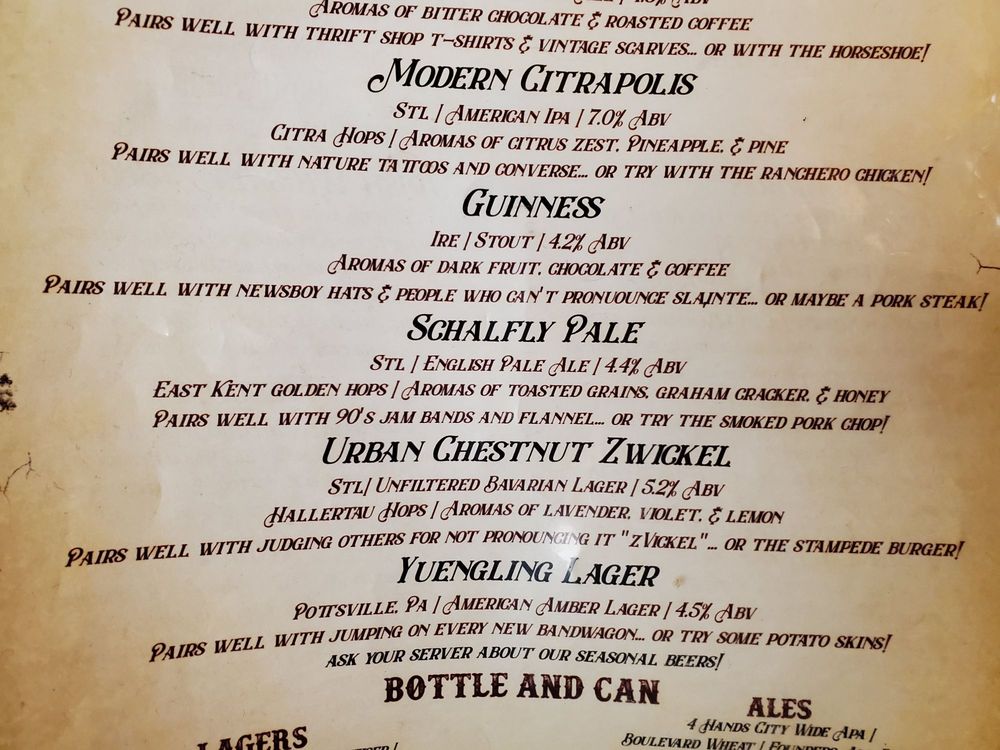 Aromas of bitter chocolate & roasted coffee
Pairs well with thrift shop t-shirts & vintage scarves... or with the horseshoe!
Modern Citrapolis
Stl | American Ipa | 7.0% Abv
Citra Hops | Aromas of citrus zest, Pineapple, & pine
Pairs well with nature tattoos and converse... or try with the ranchero chicken!
Guinness
Ire | Stout | 4.2% Abv
Aromas of dark fruit, chocolate & coffee
Pairs well with newsboy hats & people who can't pronuounce sla,inte... or maybe a pork steak!
Schalfly Pale
Stl | English Pale Ale | 4.4% Abv
East Kent golden hops | Aromas of toasted grains, graham cracker, & honey
Pairs well with 90's jam bands and flannel... or try the smoked pork chop!
Urban Chestnut Zwickel
Stl| Unfiltered Bavarian Lager | 5.2% Abv
Hallertau Hops | Aromas of lavender, violet, & lemon
Pairs well with judging others for not pronouncing it "zVickel"... or the stampede burger!
Yuengling Lager
Pottsville, Pa | American Amber Lager | 4.5% Abv
Pairs well with jumping on every new bandwagon... or try some potato skins!
ask your server about our seasonal beers!
BOTTLE AND CAN
LAGERS
ALES
4 Hands City Wide Apa |
Boulevard Wheat | Founders